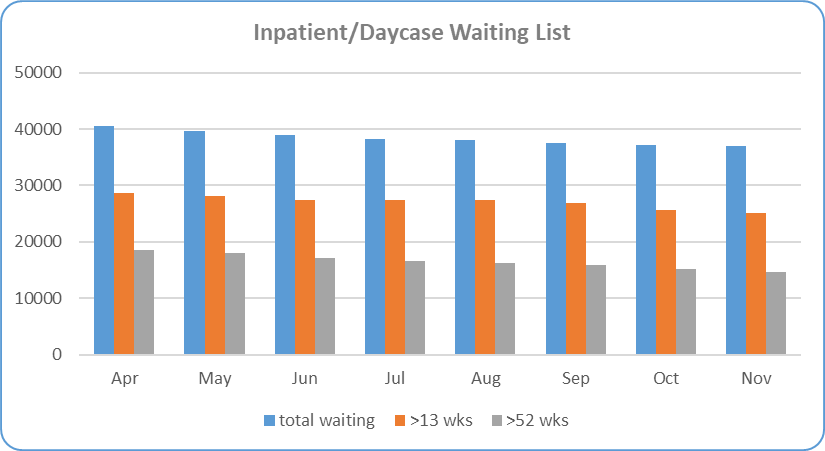 Inpatient/Daycase Waiting List
50000
40000
30000
20000
10000
0
Apr May Jun Jul Aug Sep Oct Nov
total waiting >13 wks >52 wks